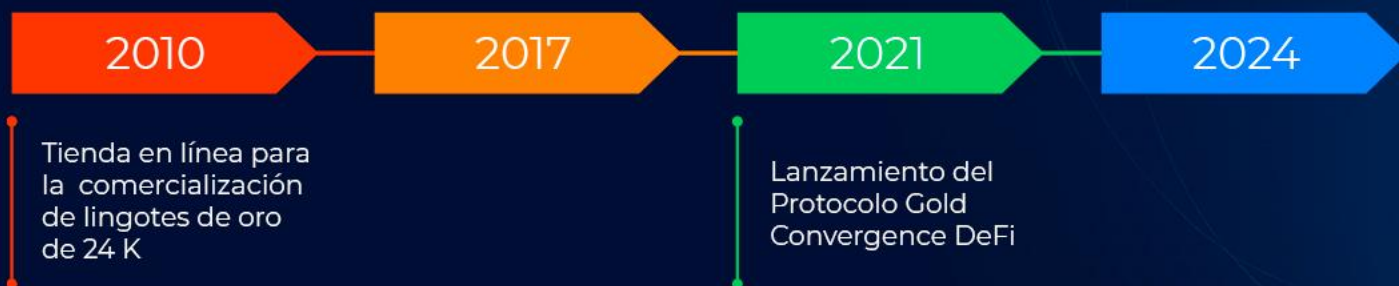 2010
2017
2021
2024
Tienda en línea para
la comercialización
de lingotes de oro
de 24 K
Lanzamiento del
Protocolo Gold
Convergence DeFi